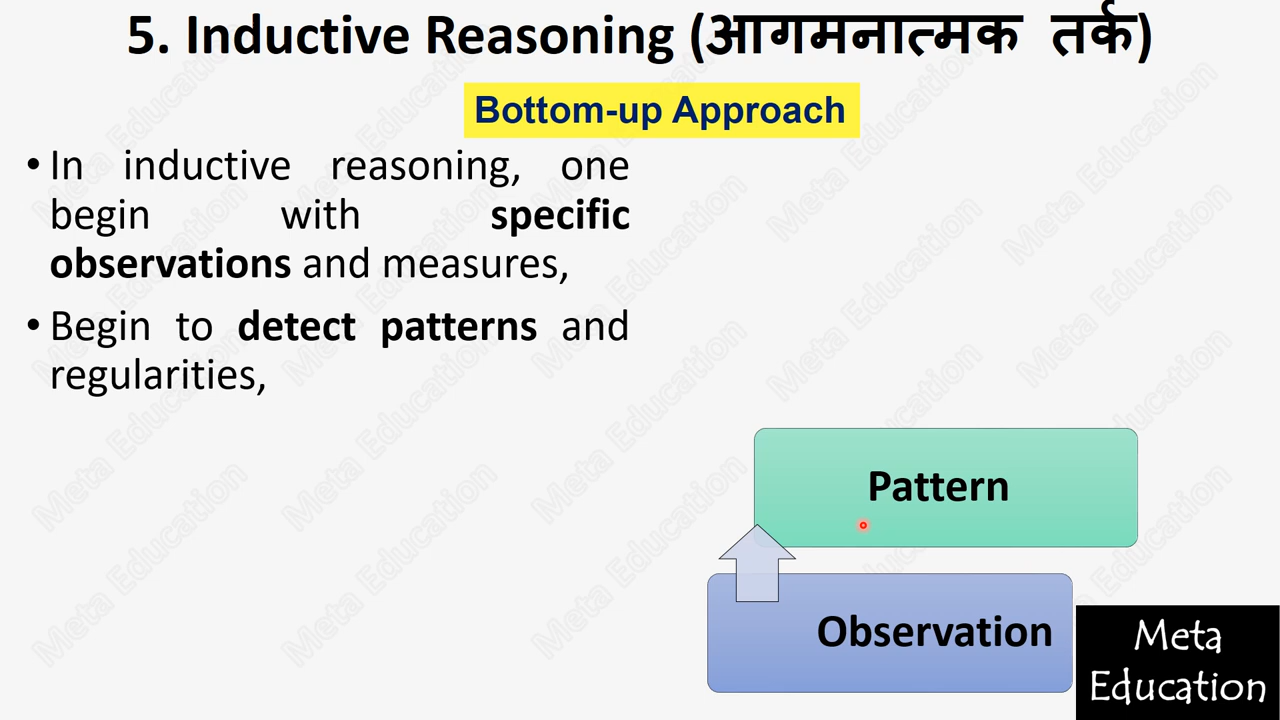 5. Inductive Reasoning (आगमनात्मक तर्क)
Bottom-up Approach
• In inductive reasoning, one
begin with specific
observations and measures,
• Begin to detect patterns and
regularities,
Pattern
Observation
Meta
Education